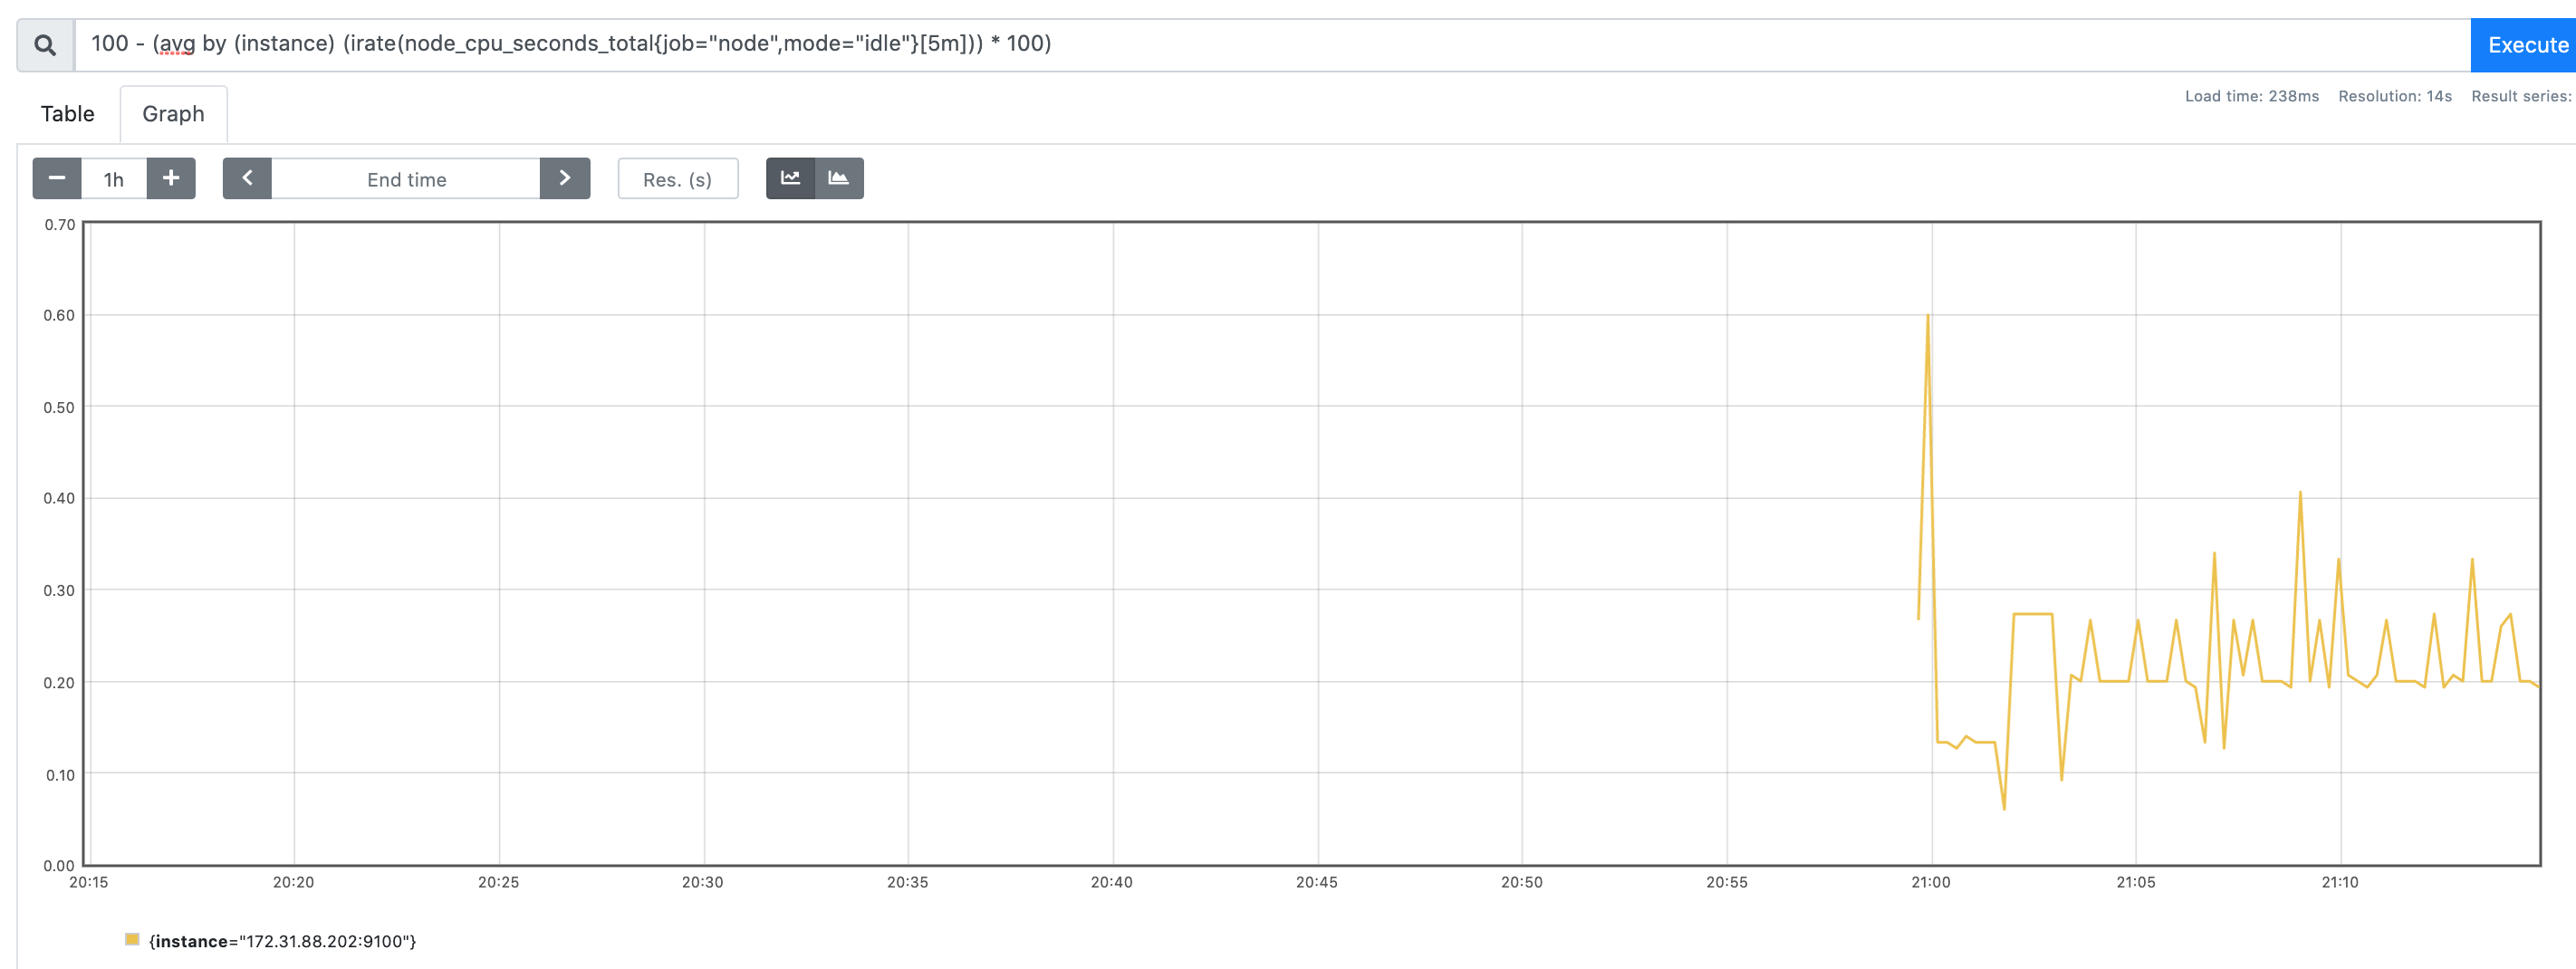 100 - (avg by (instance) (irate(node_cpu_seconds_total{job="node",mode="idle"}[5m])) * 100)
Execute
Table
Graph
Load time: 238ms Resolution: 14s Result series:
1h
End time
Res. (s)
0.70
0.60
0.50
0.40
0.30
0.20
0.10
0.00
20:15 20:20 20:25 20:30 20:35 20:40 20:45 20:50 20:55 21:00 21:05 21:10
{instance="172.31.88.202:9100"}